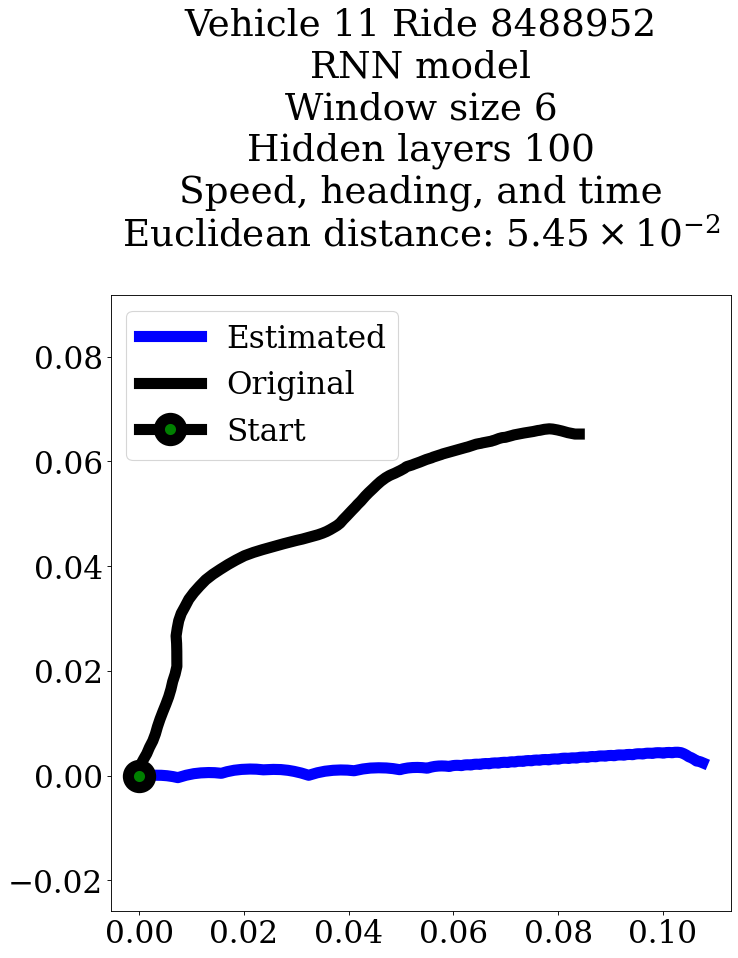 Vehicle 11 Ride 8488952
RNN model
Window size 6
Hidden layers 100
Speed, heading, and time
Euclidean distance: 5.45 × 10⁻²
Estimated
Original
Start
0.08
0.06
0.04
0.02
0.00
−0.02
0.00 0.02 0.04 0.06 0.08 0.10